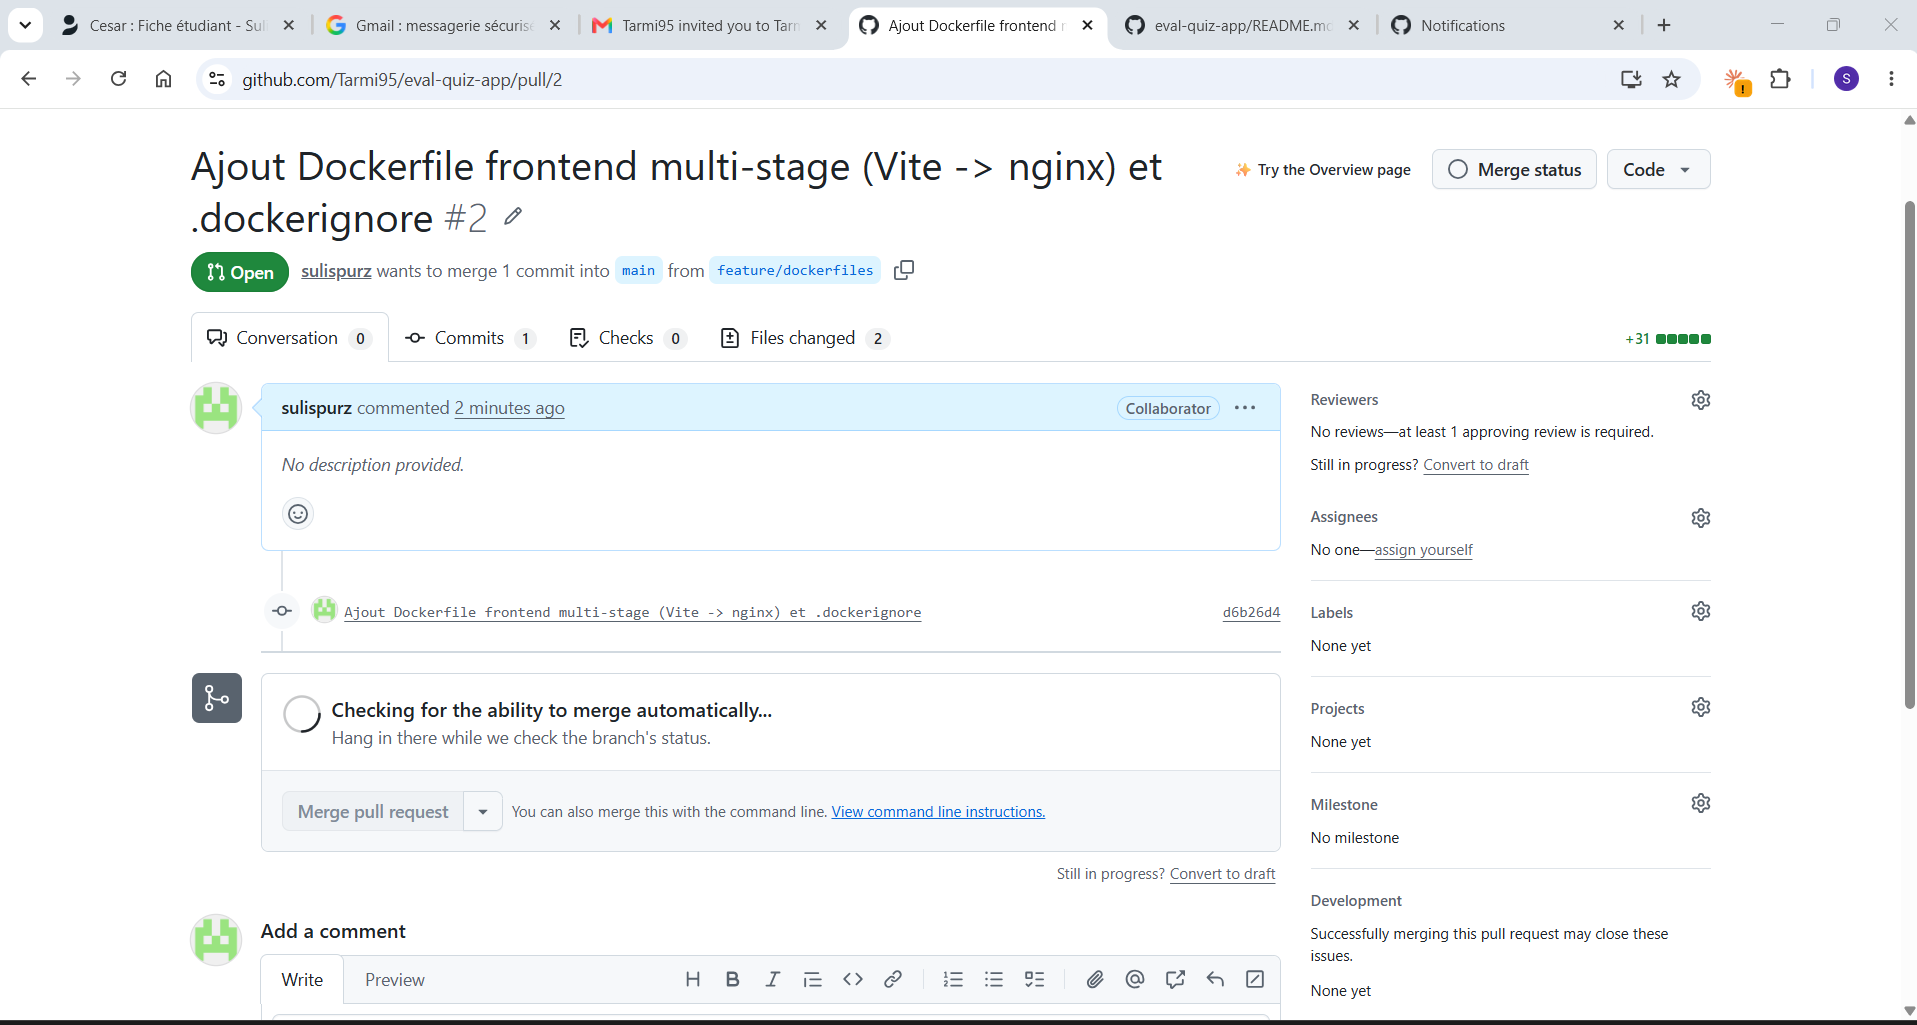 Cesar : Fiche étudiant - Sul
Gmail : messagerie sécurisé
Tarmi95 invited you to Tarm
Ajout Dockerfile frontend
eval-quiz-app/README.md
Notifications
github.com/Tarmi95/eval-quiz-app/pull/2
S
Ajout Dockerfile frontend multi-stage (Vite -> nginx) et
.dockerignore #2
Try the Overview page
Merge status
Code
Open
sulispurz wants to merge 1 commit into main from feature/dockerfiles
Conversation 0
Commits 1
Checks 0
Files changed 2
+31
sulispurz commented 2 minutes ago
Collaborator
No description provided.
Ajout Dockerfile frontend multi-stage (Vite -> nginx) et .dockerignore
d6b26d4
Checking for the ability to merge automatically...
Hang in there while we check the branch's status.
Merge pull request
You can also merge this with the command line. View command line instructions.
Still in progress? Convert to draft
Add a comment
Write
Preview
Reviewers
No reviews—at least 1 approving review is required.
Still in progress? Convert to draft
Assignees
No one—assign yourself
Labels
None yet
Projects
None yet
Milestone
No milestone
Development
Successfully merging this pull request may close these
issues.
None yet